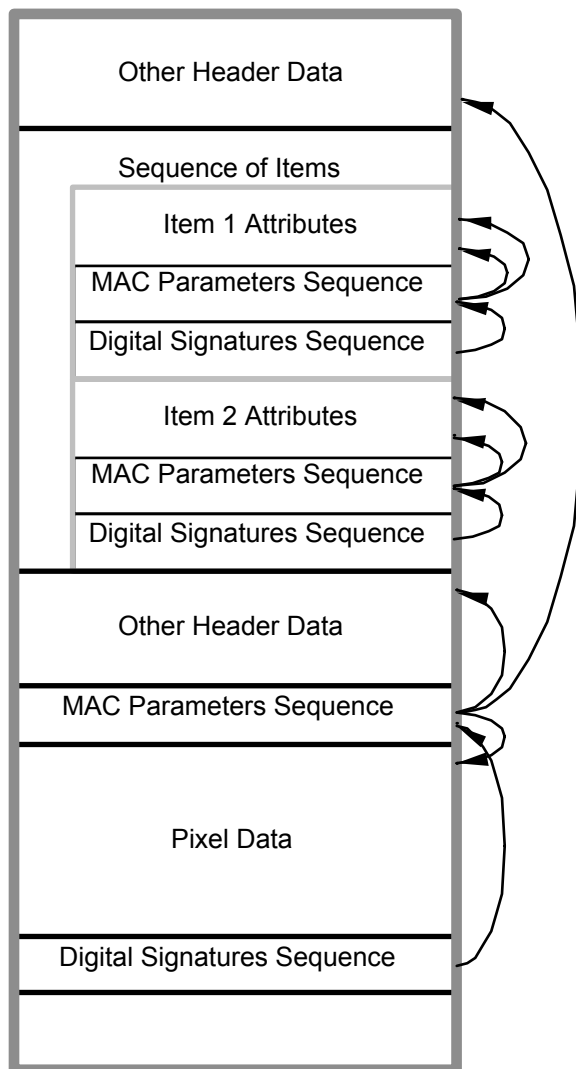 Other Header Data
Sequence of Items
Item 1 Attributes
MAC Parameters Sequence
Digital Signatures Sequence
Item 2 Attributes
MAC Parameters Sequence
Digital Signatures Sequence
Other Header Data
MAC Parameters Sequence
Pixel Data
Digital Signatures Sequence